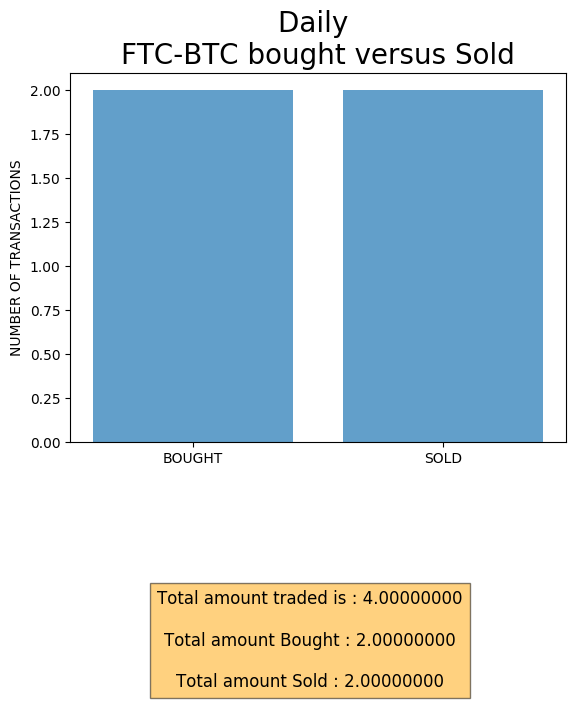 Daily
FTC-BTC bought versus Sold
NUMBER OF TRANSACTIONS
2.00
1.75
1.50
1.25
1.00
0.75
0.50
0.25
0.00
BOUGHT SOLD
Total amount traded is : 4.00000000
Total amount Bought : 2.00000000
Total amount Sold : 2.00000000